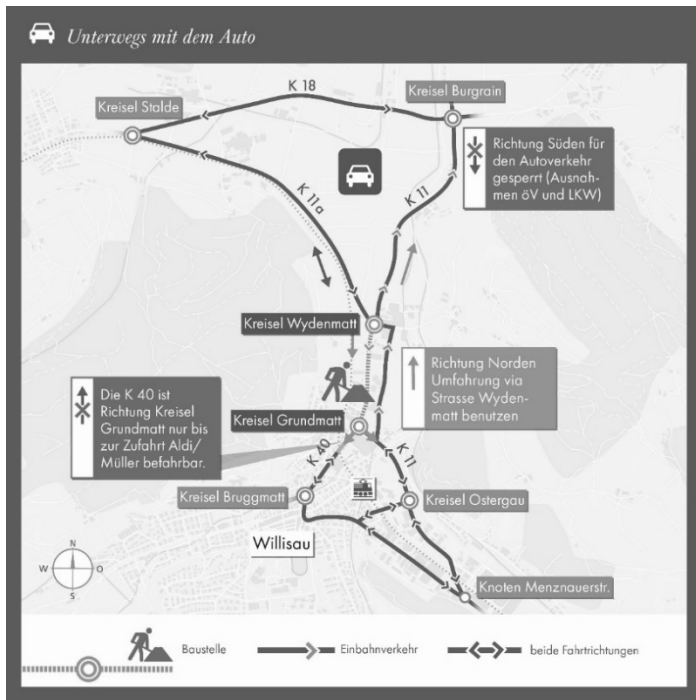 Unterwegs mit dem Auto
K 18
Kreisel Stalde
Kreisel Burgrain
Richtung Süden für
den Autoverkehr
gesperrt (Ausnah-
men öV und LKW)
K 11a
K 11
Kreisel Wydenmatt
Richtung Norden
Umfahrung via
Strasse Wyden-
matt benutzen
Die K 40 ist
Richtung Kreisel
Grundmatt nur bis
zur Zufahrt Aldi/
Müller befahrbar.
Kreisel Grundmatt
K 40
K 11
Kreisel Bruggmatt
Kreisel Ostergau
Willisau
N
W
O
S
Knoten Menznauerstr.
Baustelle
Einbahnverkehr
beide Fahrtrichtungen